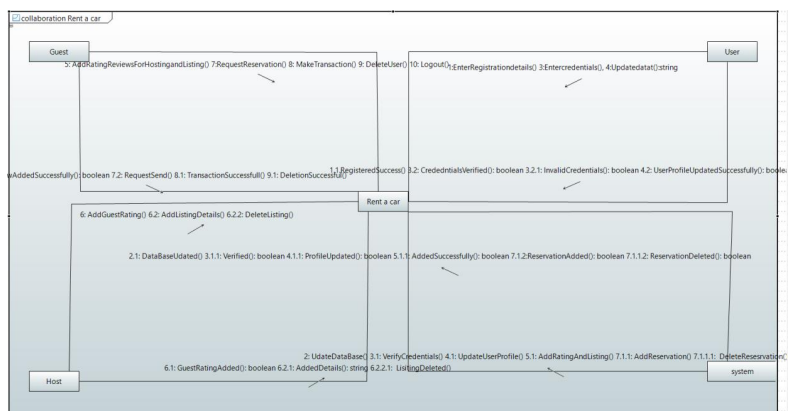 collaboration Rent a car
Guest
User
5: AddRatingReviewsForHostingandListing() 7:RequestReservation() 8: MakeTransaction() 9: DeleteUser() 10: Logout()
1:EnterRegistrationdetails() 3:Entercredentials(), 4:Updatedatat():string
wAddedSuccessfully(): boolean 7.2: RequestSend() 8.1: TransactionSuccessfull() 9.1: DeletionSuccessful()
1.1:RegisteredSuccess() 3.2: CrededntialsVerified(): boolean 3.2.1: InvalidCredentials(): boolean 4.2: UserProfileUpdatedSuccessfully(): boolea
Rent a car
6: AddGuestRating() 6.2: AddListingDetails() 6.2.2: DeleteListing()
2.1: DataBaseUdated() 3.1.1: Verified(): boolean 4.1.1: ProfileUpdated(): boolean 5.1.1: AddedSuccessfully(): boolean 7.1.2:ReservationAdded(): boolean 7.1.1.2: ReservationDeleted(): boolean
2: UdateDataBase() 3.1: VerifyCredentials() 4.1: UpdateUserProfile() 5.1: AddRatingAndListing() 7.1.1: AddReservation() 7.1.1.1: DeleteResesrvation()
6.1: GuestRatingAdded(): boolean 6.2.1: AddedDetails(): string 6.2.2.1: LisitingDeleted()
Host
system